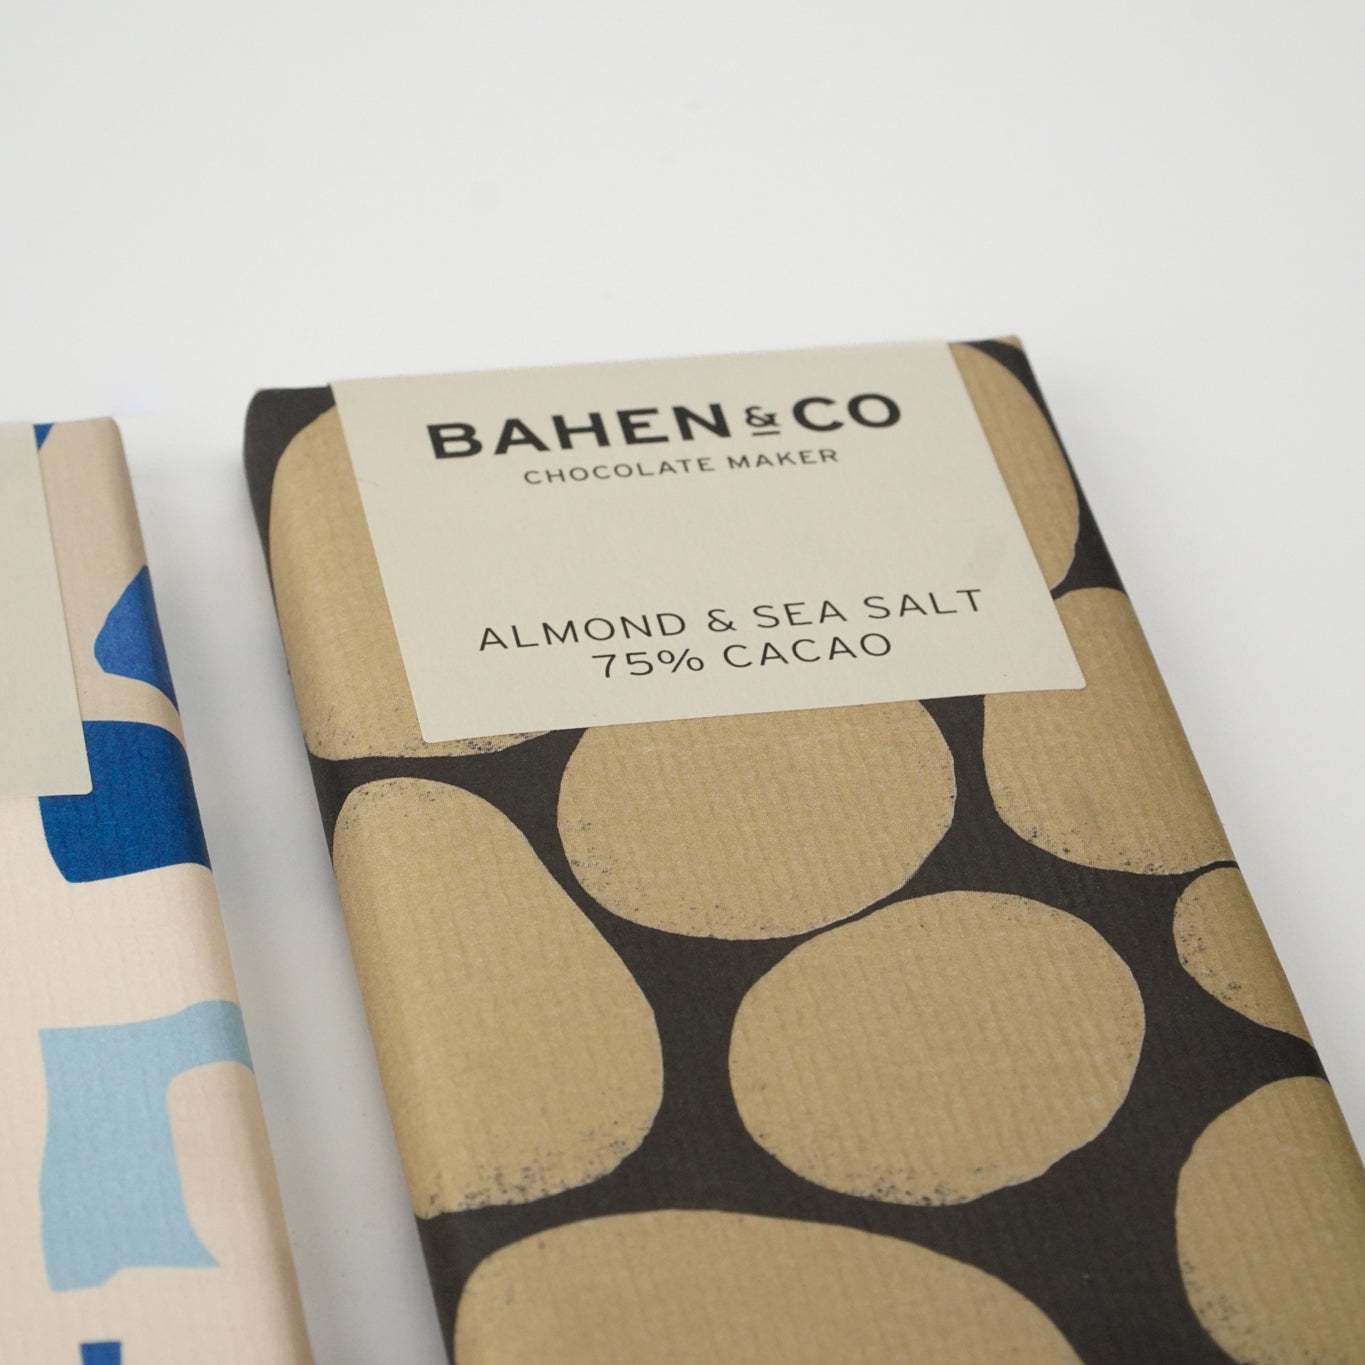 BAHEN & CO
CHOCOLATE MAKER
ALMOND & SEA SALT
75% CACAO